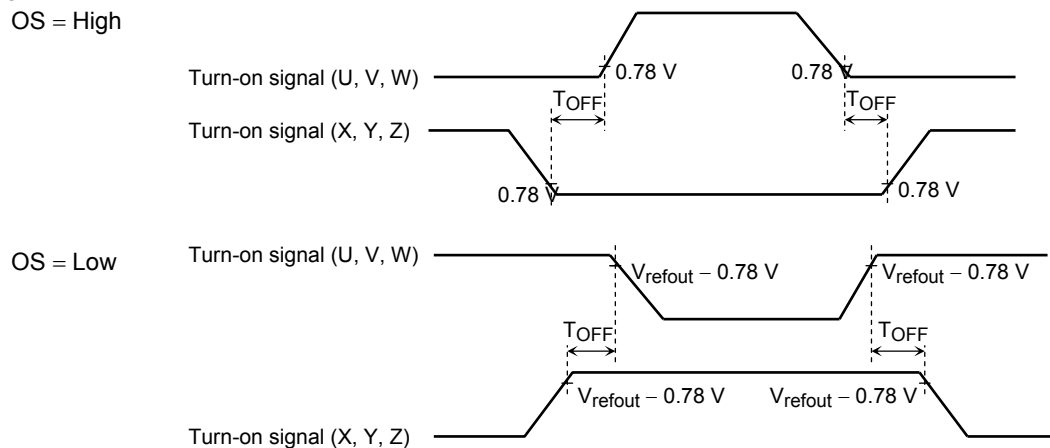 OS = High
Turn-on signal (U, V, W)
0.78 V
0.78 V
TOFF
TOFF
Turn-on signal (X, Y, Z)
0.78 V
0.78 V
OS = Low
Turn-on signal (U, V, W)
Vrefout – 0.78 V
Vrefout – 0.78 V
TOFF
TOFF
Vrefout – 0.78 V
Vrefout – 0.78 V
Turn-on signal (X, Y, Z)